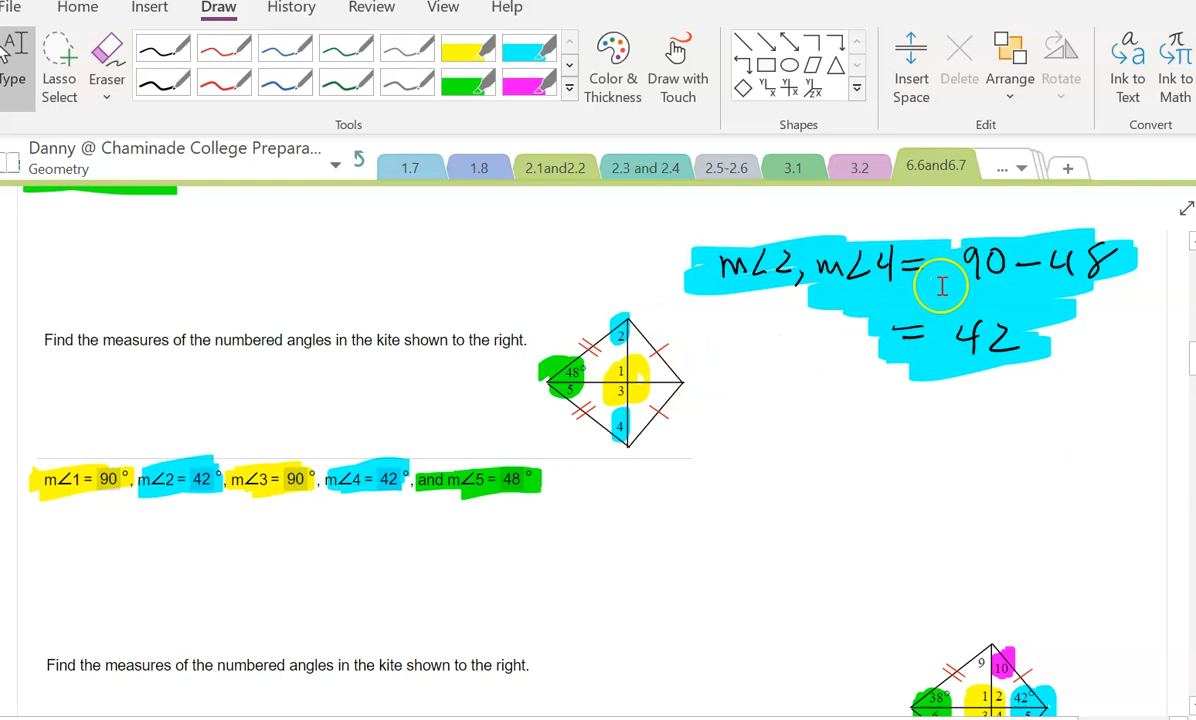 File Home Insert Draw History Review View Help
Type
Lasso Select
Eraser
Color & Thickness
Draw with Touch
Insert Space
Delete
Arrange
Rotate
Ink to Text
Ink to Math
Tools
Shapes
Edit
Convert
Danny @ Chaminade College Prepara...
Geometry
1.7 1.8 2.1and2.2 2.3 and 2.4 2.5-2.6 3.1 3.2 6.6and6.7 ... +
m∠2, m∠4 = 90 - 48
= 42
Find the measures of the numbered angles in the kite shown to the right.
2
48° 1
5 3
4
m∠1 = 90°, m∠2 = 42°, m∠3 = 90°, m∠4 = 42°, and m∠5 = 48°
Find the measures of the numbered angles in the kite shown to the right.
9 10
38° 1 2 42°